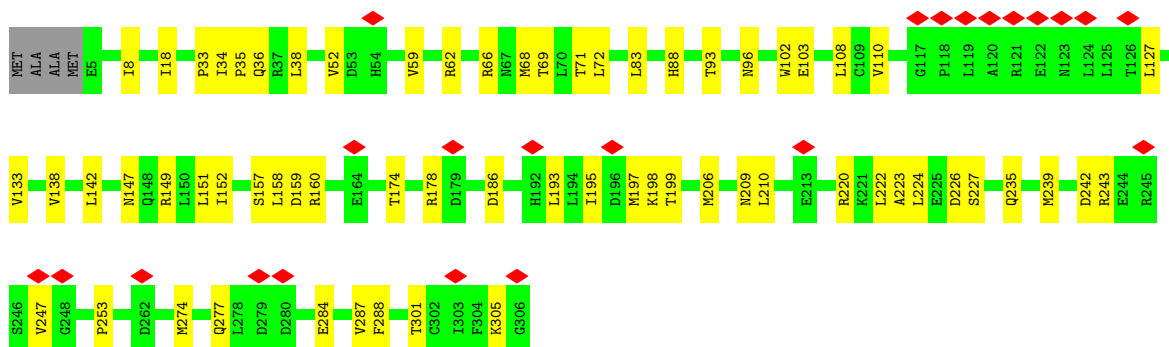 MET ALA ALA MET E5 I8 I18 P33 I34 P35 Q36 R37 L38 V52 D53 H54 V59 R62 R66 N67 M68 T69 L70 T71 L72 L83 H88 T93 N96 W102 E103 L108 C109 V110 G117 P118 L119 A120 R121 E122 N123 L124 L125 T126 L127
V133 V138 L142 N147 Q148 R149 L150 L151 I152 S157 L158 D159 R160 E164 T174 R178 D179 D186 H192 L193 L194 I195 D196 M197 K198 T199 M206 N209 L210 E213 R220 K221 L222 A223 L224 E225 D226 S227 Q235 M239 D242 R243 E244 R245
S246 V247 G248 P253 D262 M274 Q277 L278 D279 D280 E284 V287 F288 T301 C302 I303 F304 K305 G306